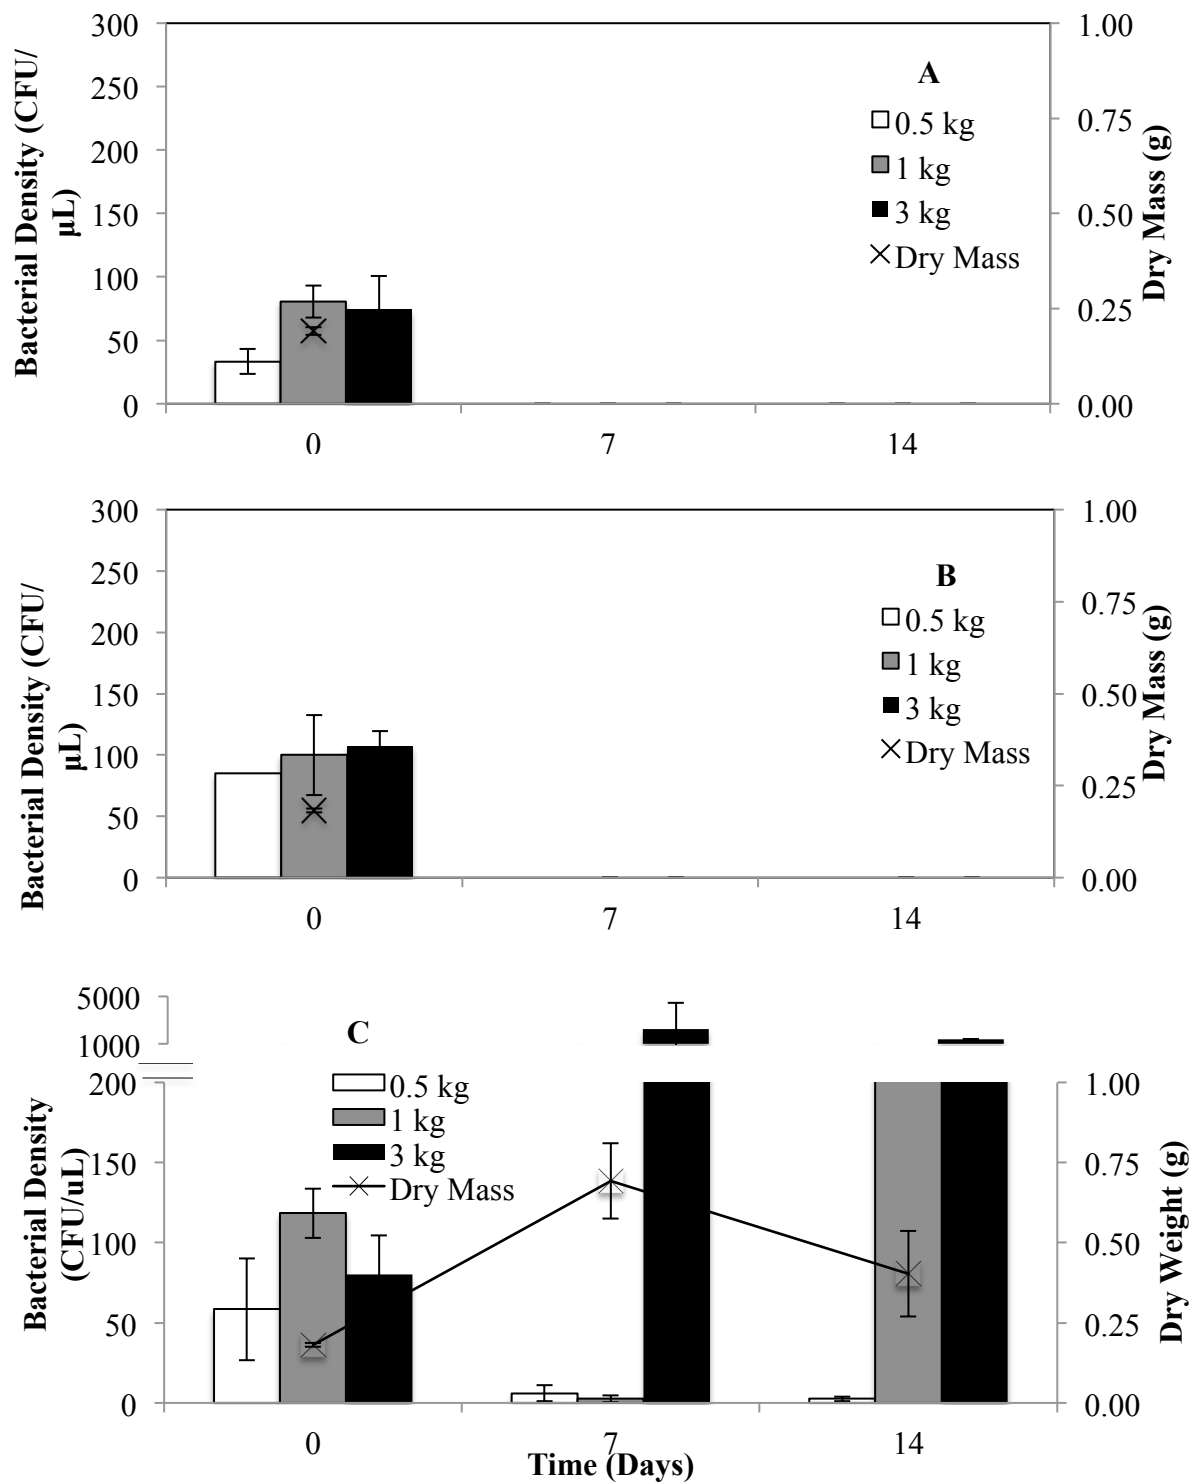 Bacterial Density (CFU/
µL)
300
250
200
150
100
50
0
A
0.5 kg
1 kg
3 kg
Dry Mass
1.00
0.75
0.50
0.25
0.00
Dry Mass (g)
0 7 14
Bacterial Density (CFU/
µL)
300
250
200
150
100
50
0
B
0.5 kg
1 kg
3 kg
Dry Mass
1.00
0.75
0.50
0.25
0.00
Dry Mass (g)
0 7 14
5000
1000
Bacterial Density
(CFU/uL)
200
150
100
50
0
C
0.5 kg
1 kg
3 kg
Dry Mass
1.00
0.75
0.50
0.25
0.00
Dry Weight (g)
0 7 14
Time (Days)